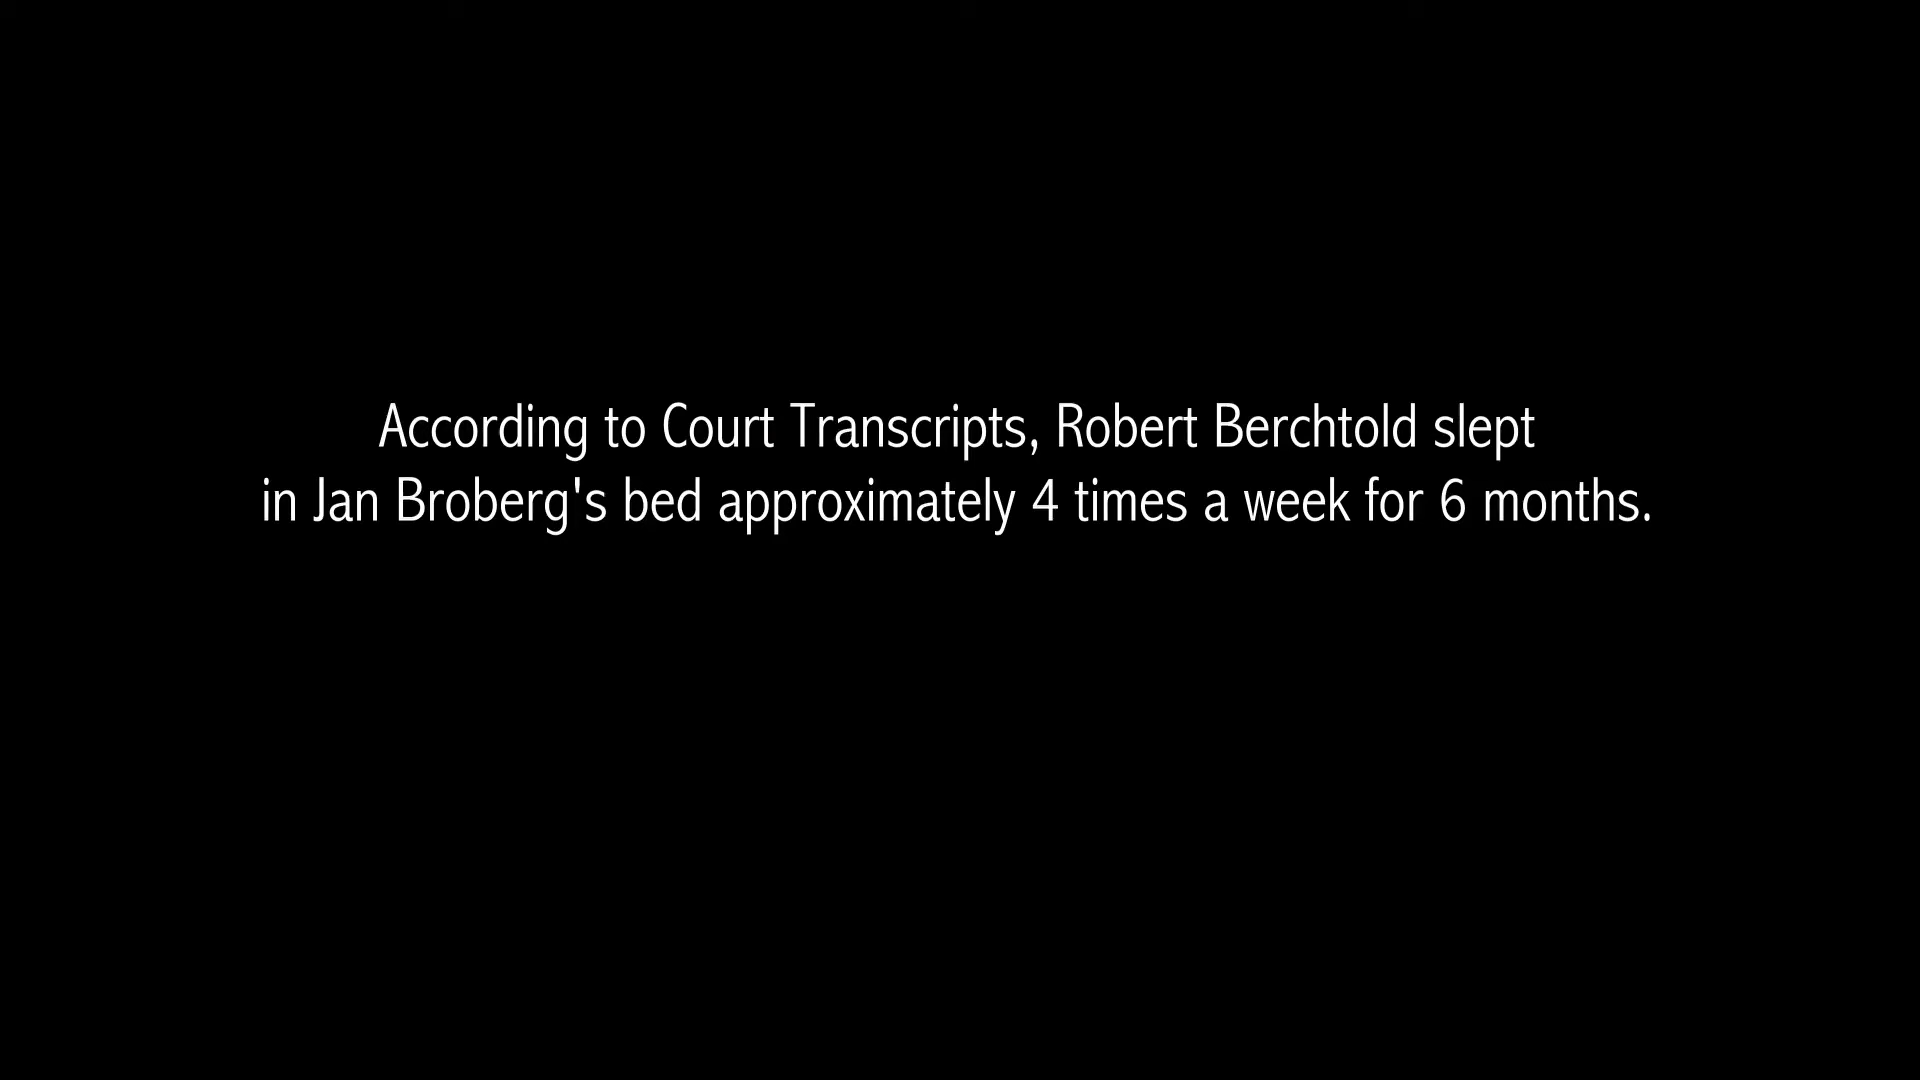 According to Court Transcripts, Robert Berchtold slept
in Jan Broberg's bed approximately 4 times a week for 6 months.